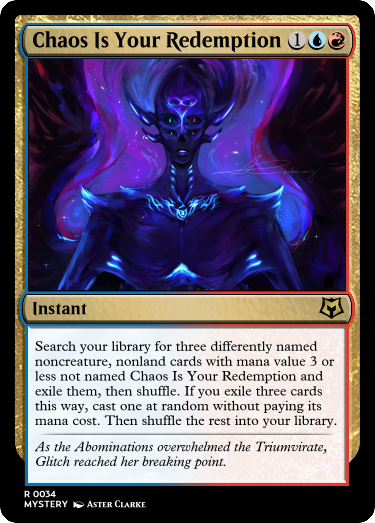 Chaos Is Your Redemption 1
Instant
Search your library for three differently named
noncreature, nonland cards with mana value 3 or
less not named Chaos Is Your Redemption and
exile them, then shuffle. If you exile three cards
this way, cast one at random without paying its
mana cost. Then shuffle the rest into your library.
As the Abominations overwhelmed the Triumvirate,
Glitch reached her breaking point.
R 0034
MYSTERY Aster Clarke